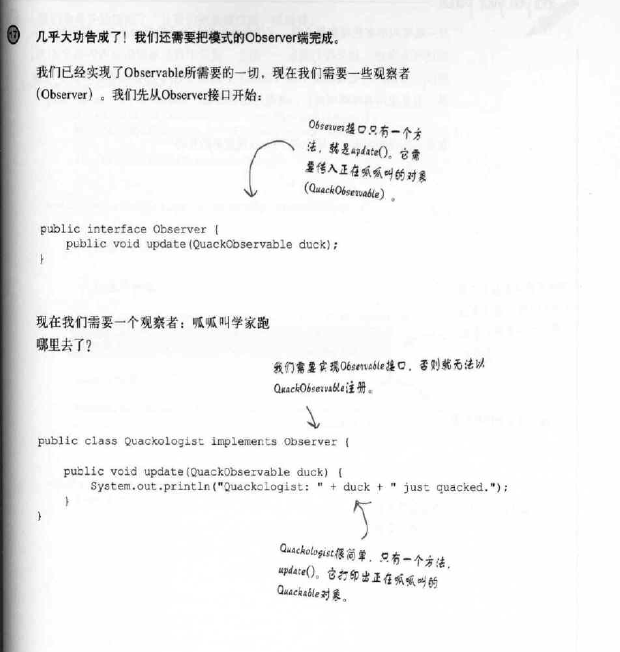 17 几乎大功告成了！我们还需要把模式的Observer端完成。
我们已经实现了Observable所需要的一切，现在我们需要一些观察者
（Observer）。我们先从Observer接口开始：
Observer接口只有一个方
法，就是update()。它需
要传入正在呱呱叫的对象
（QuackObservable）。
public interface Observer {
public void update(QuackObservable duck);
}
现在我们需要一个观察者：呱呱叫学家跑
哪里去了？
我们需要实现Observable接口，否则就无法以
QuackObservable注册。
public class Quackologist implements Observer {
public void update(QuackObservable duck) {
System.out.println("Quackologist: " + duck + " just quacked.");
}
}
Quackologist很简单，只有一个方法，
update()。它打印出正在呱呱叫的
Quackable对象。